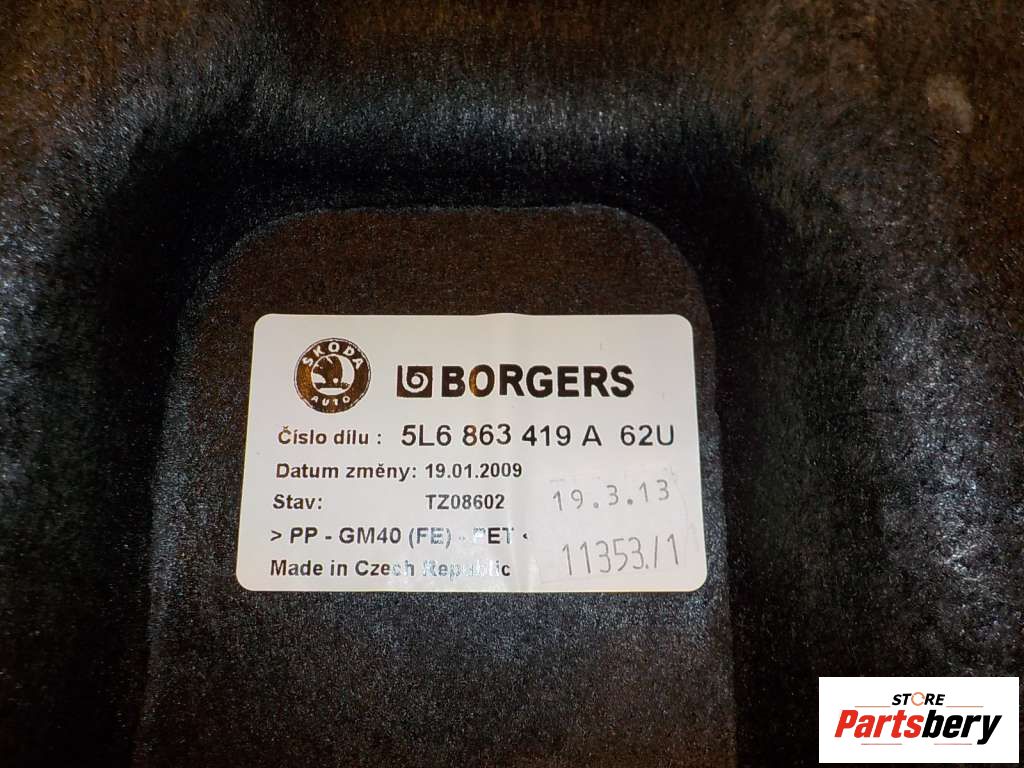 ŠKODA
AUTO
BORGERS
Číslo dílu : 5L6 863 419 A 62U
Datum změny: 19.01.2009
Stav: TZ08602
19.3.13
> PP - GM40 (FE) - PET <
11353/1
Made in Czech Republic
STORE
Partsbery